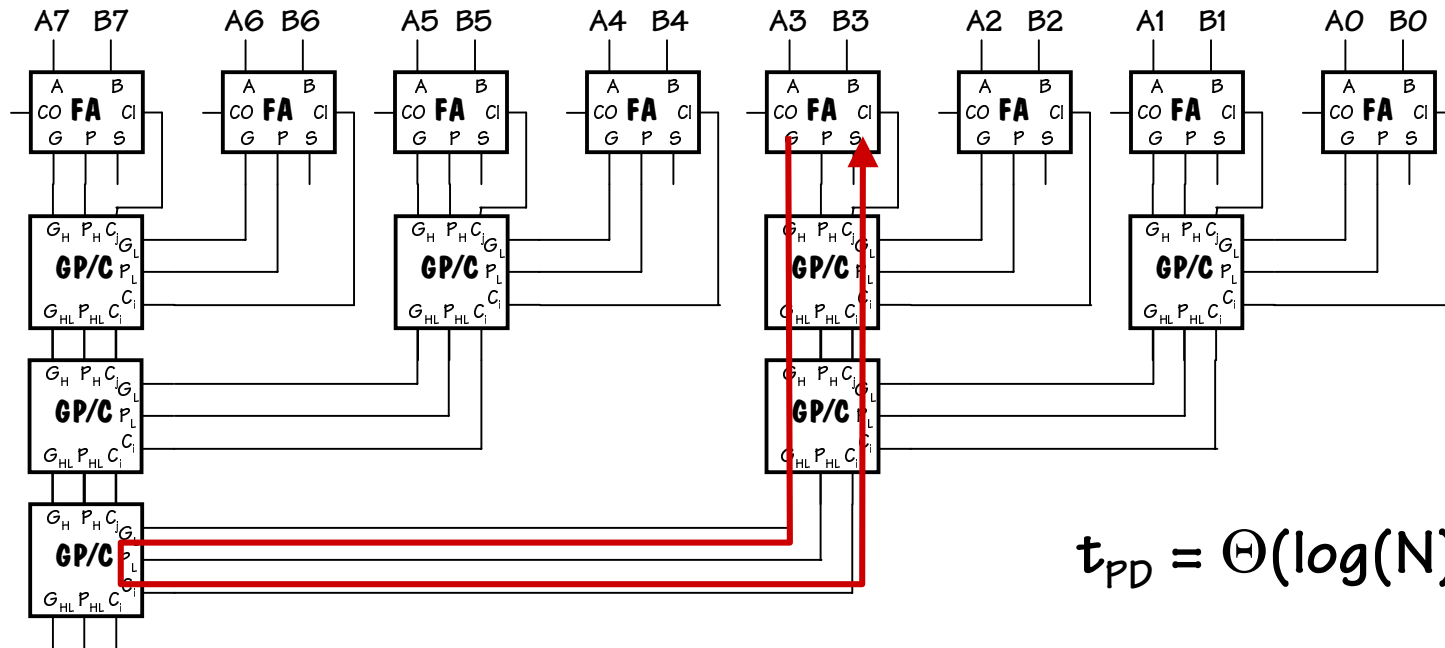 A7 B7 A6 B6 A5 B5 A4 B4 A3 B3 A2 B2 A1 B1 A0 B0
A B A B A B A B A B A B A B A B
CO FA CI CO FA CI CO FA CI CO FA CI CO FA CI CO FA CI CO FA CI CO FA CI
G P S G P S G P S G P S G P S G P S G P S G P S
GH PH Cj GH PH Cj GH PH Cj GH PH Cj
GL GL GL GL
GP/C PL GP/C PL GP/C PL GP/C PL
Ci Ci Ci Ci
GHL PHL Ci GHL PHL Ci GHL PHL Ci GHL PHL Ci
GH PH Cj GH PH Cj
GL GL
GP/C PL GP/C PL
Ci Ci
GHL PHL Ci GHL PHL Ci
GH PH Cj
GL
GP/C PL
Ci
GHL PHL Ci
tPD = Θ(log(N)